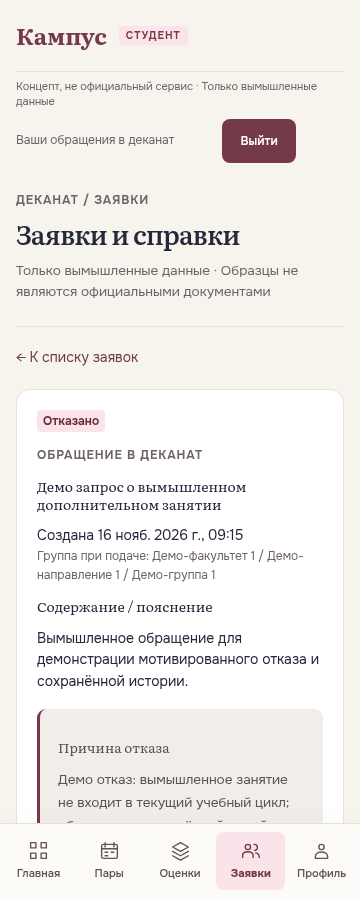 Кампус
СТУДЕНТ
Концепт, не официальный сервис · Только вымышленные
данные
Ваши обращения в деканат
Выйти
ДЕКАНАТ / ЗАЯВКИ
Заявки и справки
Только вымышленные данные · Образцы не
являются официальными документами
← К списку заявок
Отказано
ОБРАЩЕНИЕ В ДЕКАНАТ
Демо запрос о вымышленном
дополнительном занятии
Создана 16 нояб. 2026 г., 09:15
Группа при подаче: Демо-факультет 1 / Демо-
направление 1 / Демо-группа 1
Содержание / пояснение
Вымышленное обращение для
демонстрации мотивированного отказа и
сохранённой истории.
Причина отказа
Демо отказ: вымышленное занятие
не входит в текущий учебный цикл;
Главная
Пары
Оценки
Заявки
Профиль